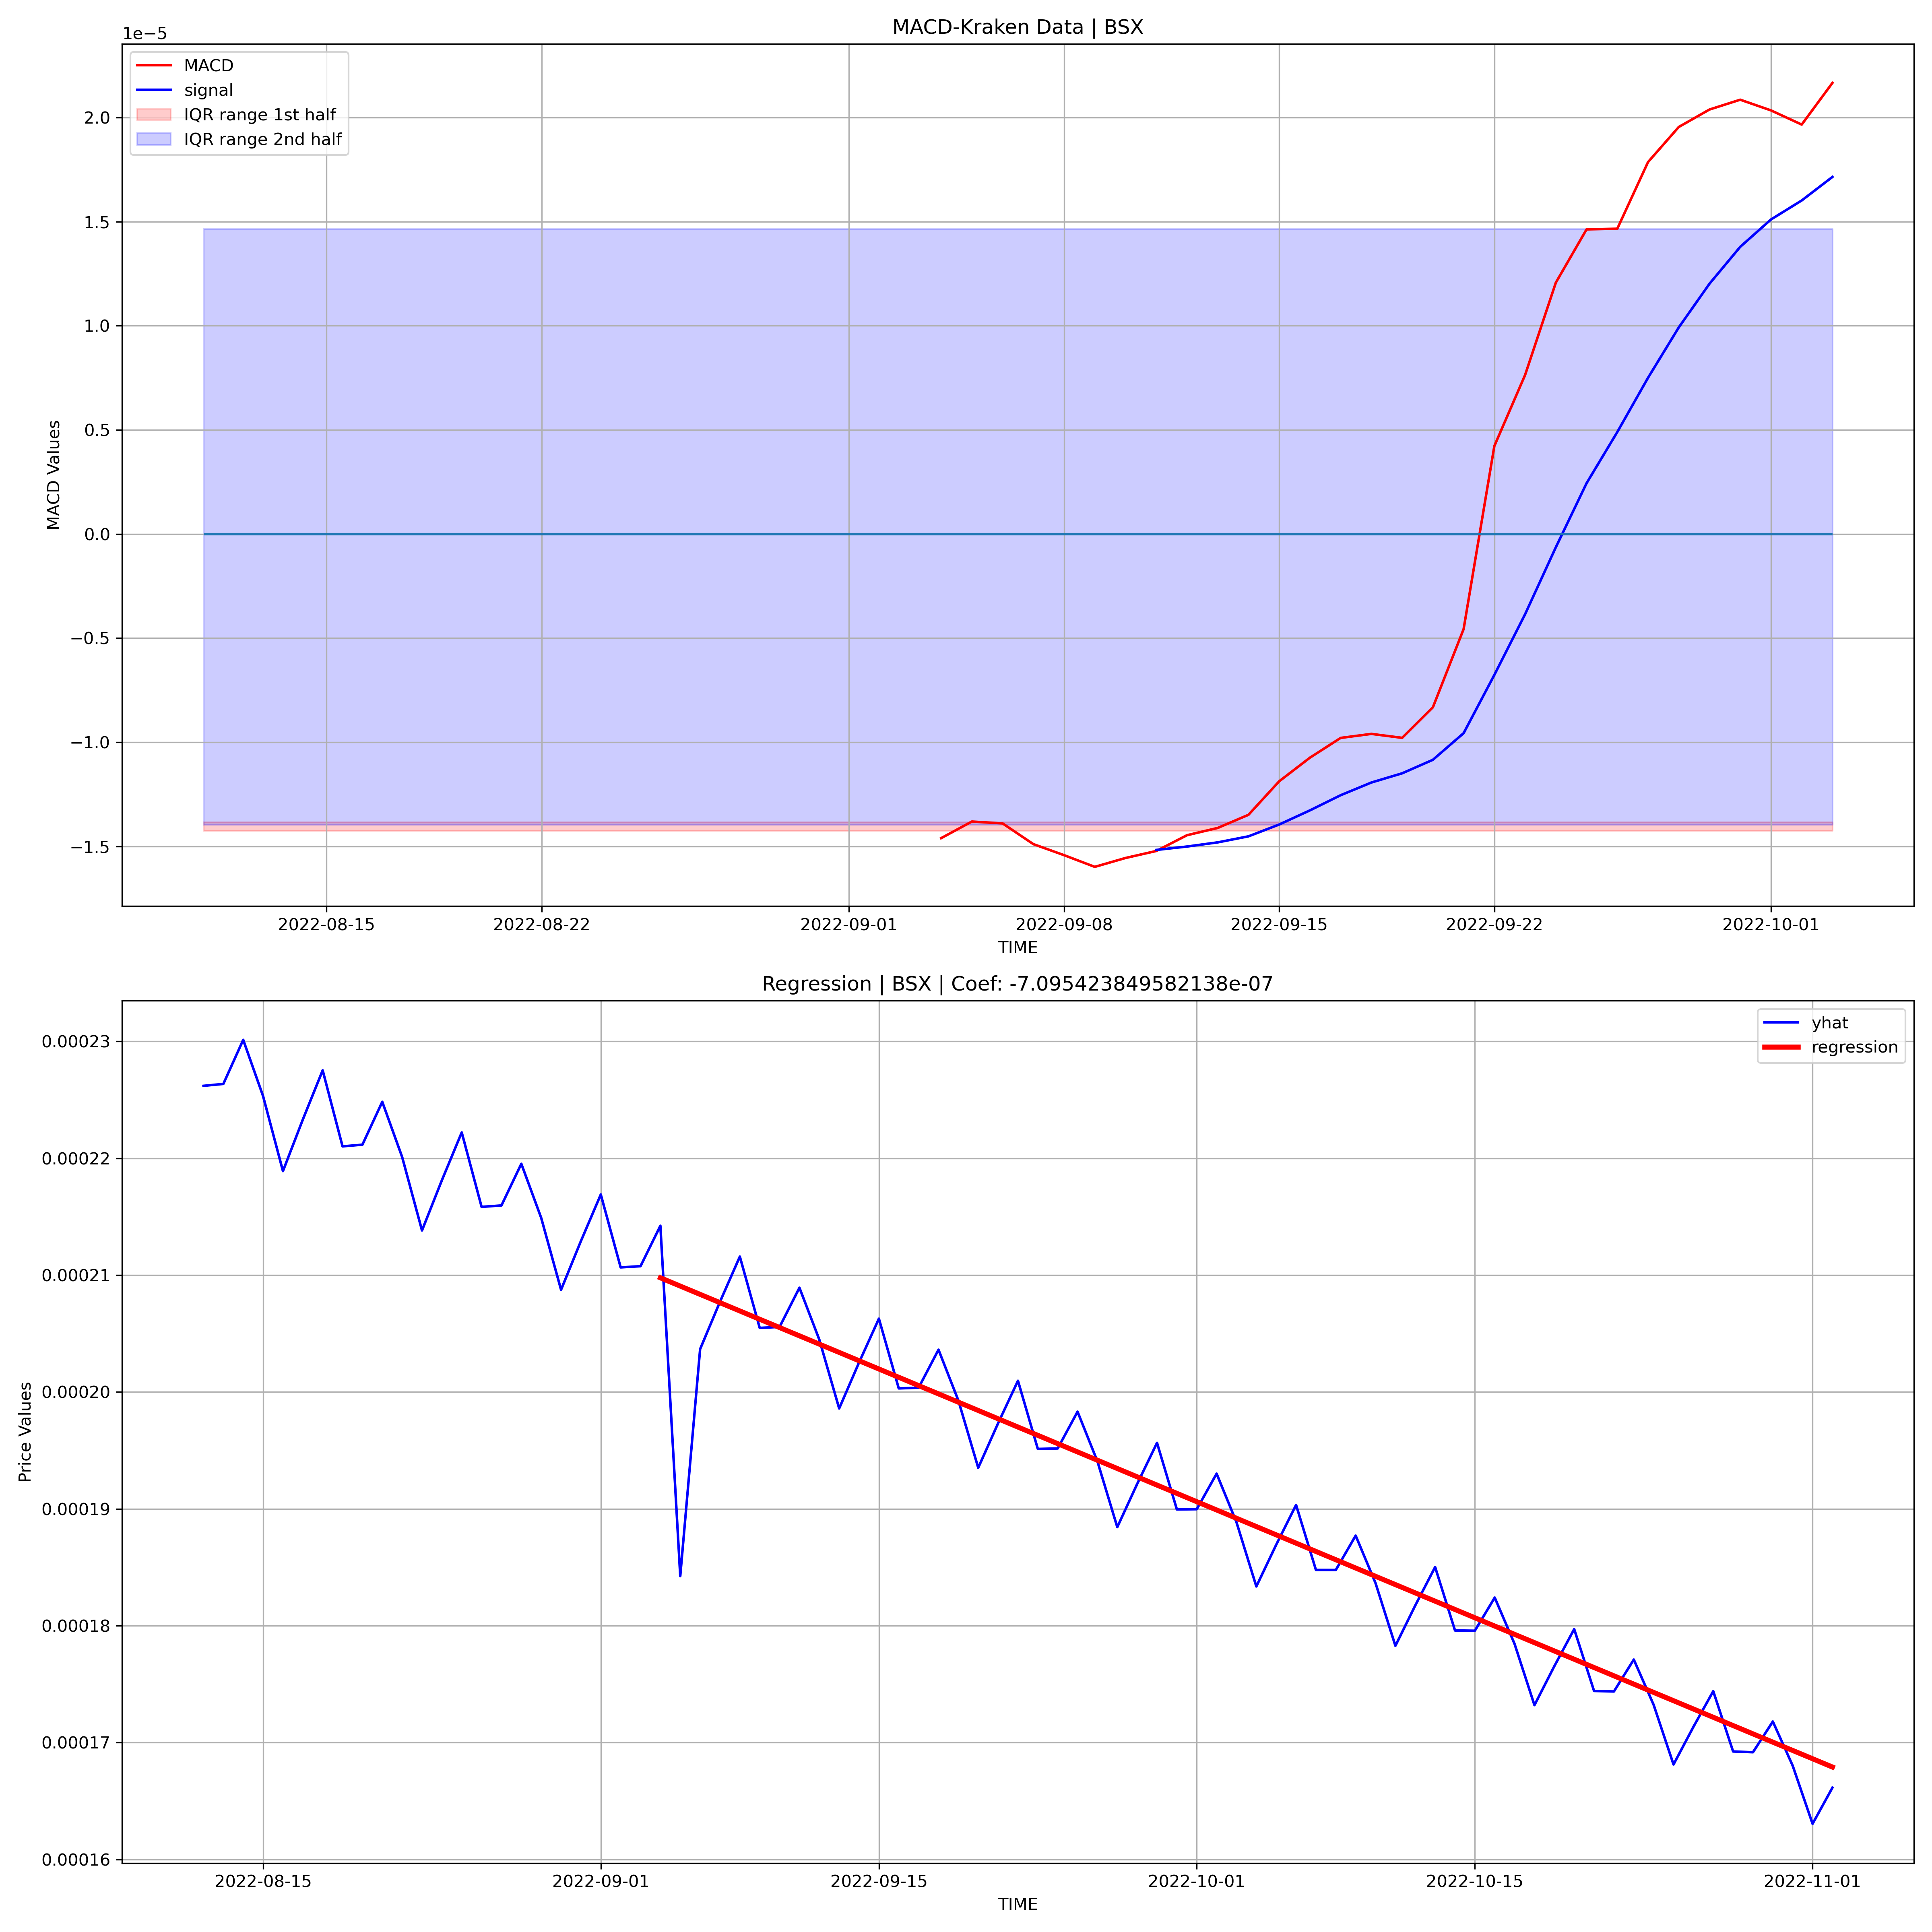 MACD-Kraken Data | BSX
1e−5
MACD
signal
IQR range 1st half
IQR range 2nd half
2.0
1.5
1.0
0.5
0.0
−0.5
−1.0
−1.5
MACD Values
2022-08-15 2022-08-22 2022-09-01 2022-09-08 2022-09-15 2022-09-22 2022-10-01
TIME
Regression | BSX | Coef: -7.095423849582138e-07
yhat
regression
0.00023
0.00022
0.00021
0.00020
0.00019
0.00018
0.00017
0.00016
Price Values
2022-08-15 2022-09-01 2022-09-15 2022-10-01 2022-10-15 2022-11-01
TIME